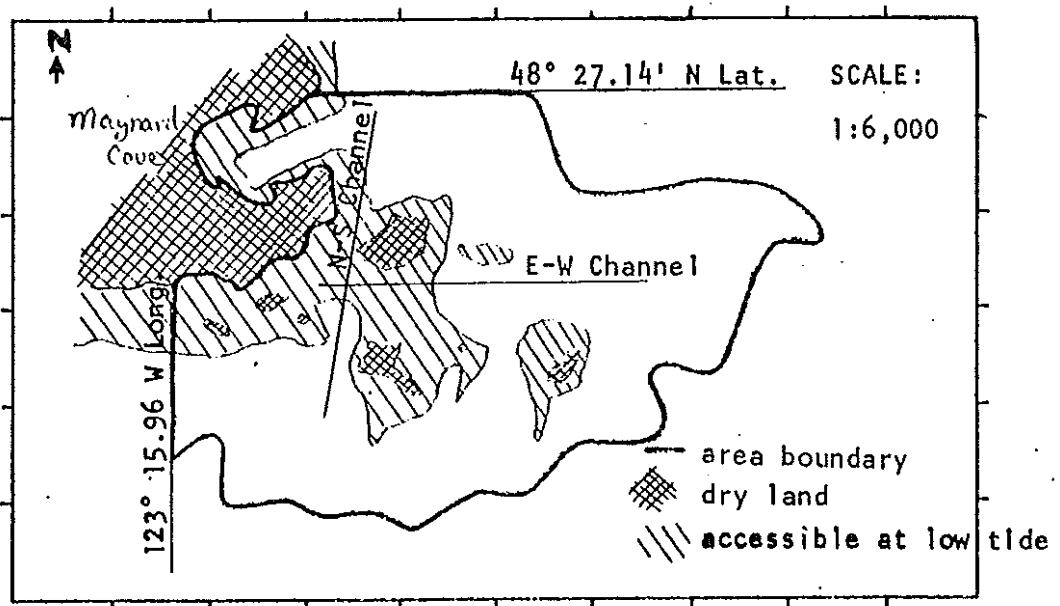 N
48° 27.14' N Lat.
SCALE:
1:6,000
Maynard
Cove
N-S Channel
E-W Channel
123° 15.96 W Long.
area boundary
dry land
accessible at low tide